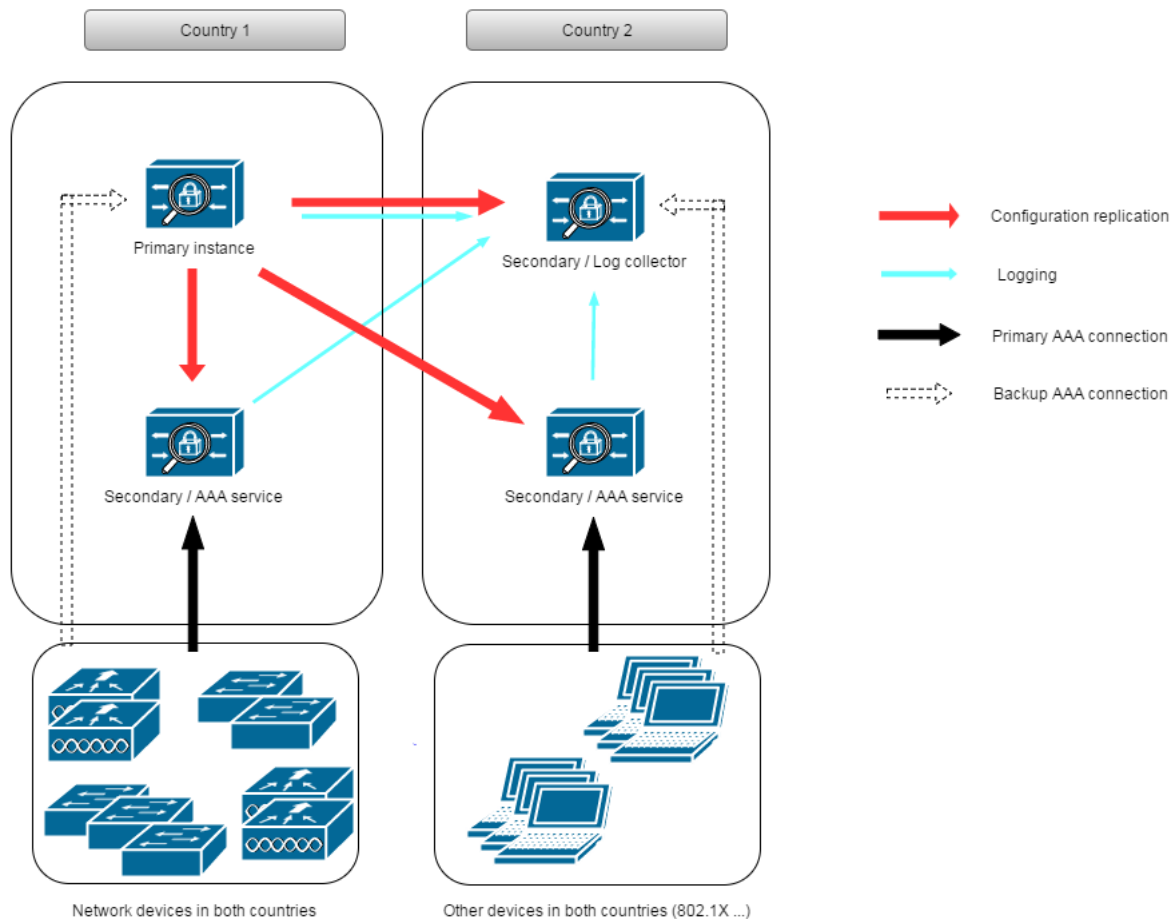 Country 1
Country 2
Primary instance
Secondary / Log collector
Secondary / AAA service
Secondary / AAA service
Configuration replication
Logging
Primary AAA connection
Backup AAA connection
Network devices in both countries
Other devices in both countries (802.1X ...)